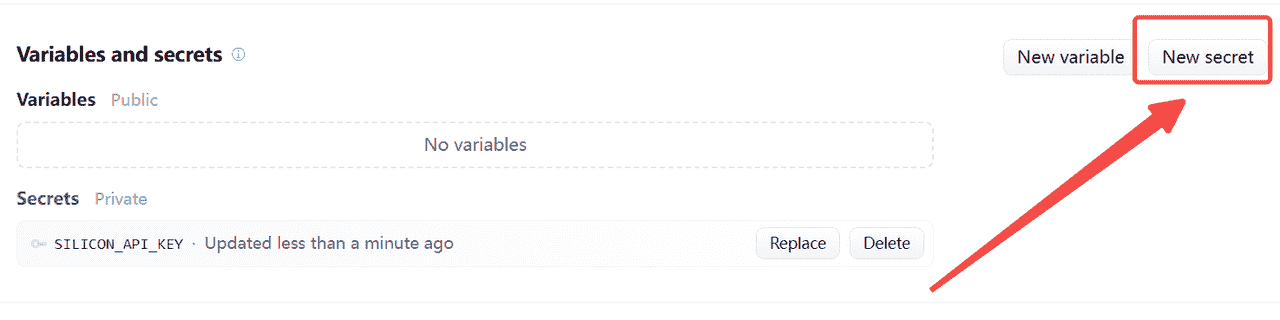 Variables and secrets
New variable
New secret
Variables Public
No variables
Secrets Private
SILICON_API_KEY · Updated less than a minute ago
Replace
Delete